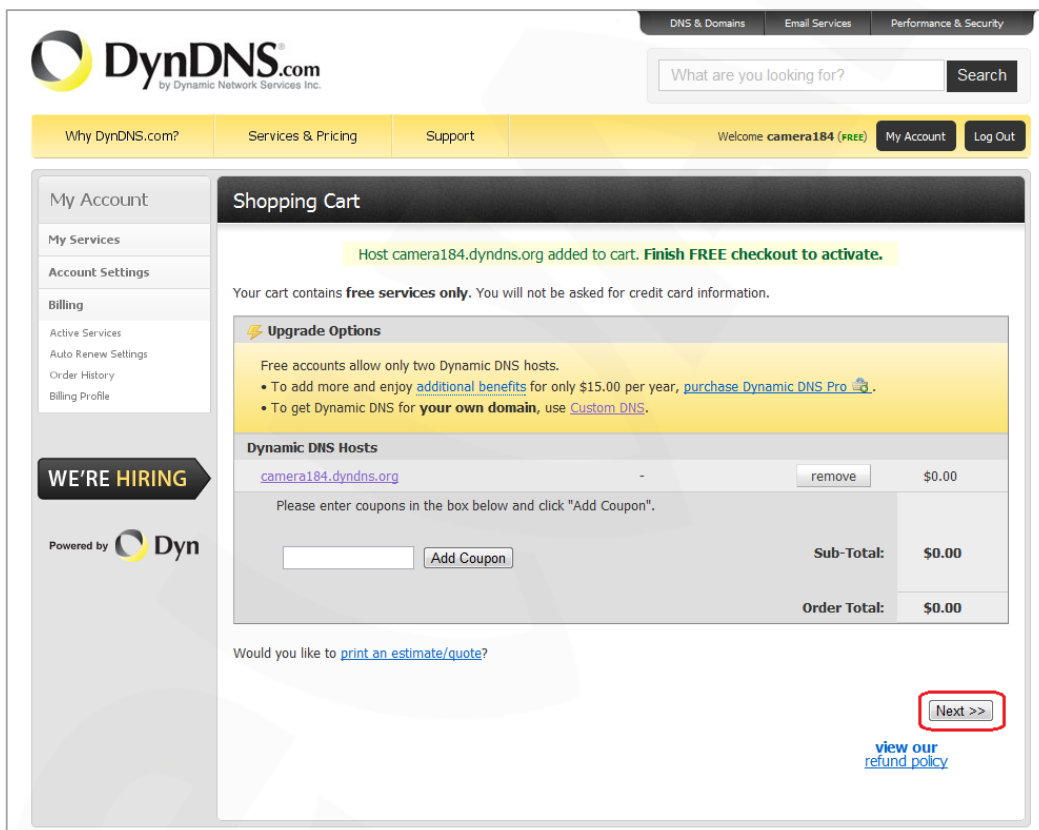 DNS & Domains
Email Services
Performance & Security
DynDNS.com
by Dynamic Network Services Inc.
What are you looking for?
Search
Why DynDNS.com?
Services & Pricing
Support
Welcome camera184 (FREE)
My Account
Log Out
My Account
My Services
Account Settings
Billing
Active Services
Auto Renew Settings
Order History
Billing Profile
WE'RE HIRING
Powered by Dyn
Shopping Cart
Host camera184.dyndns.org added to cart. Finish FREE checkout to activate.
Your cart contains free services only. You will not be asked for credit card information.
Upgrade Options
Free accounts allow only two Dynamic DNS hosts.
• To add more and enjoy additional benefits for only $15.00 per year, purchase Dynamic DNS Pro .
• To get Dynamic DNS for your own domain, use Custom DNS.
Dynamic DNS Hosts
camera184.dyndns.org - remove $0.00
Please enter coupons in the box below and click "Add Coupon".
Add Coupon
Sub-Total: $0.00
Order Total: $0.00
Would you like to print an estimate/quote?
Next >>
view our
refund policy